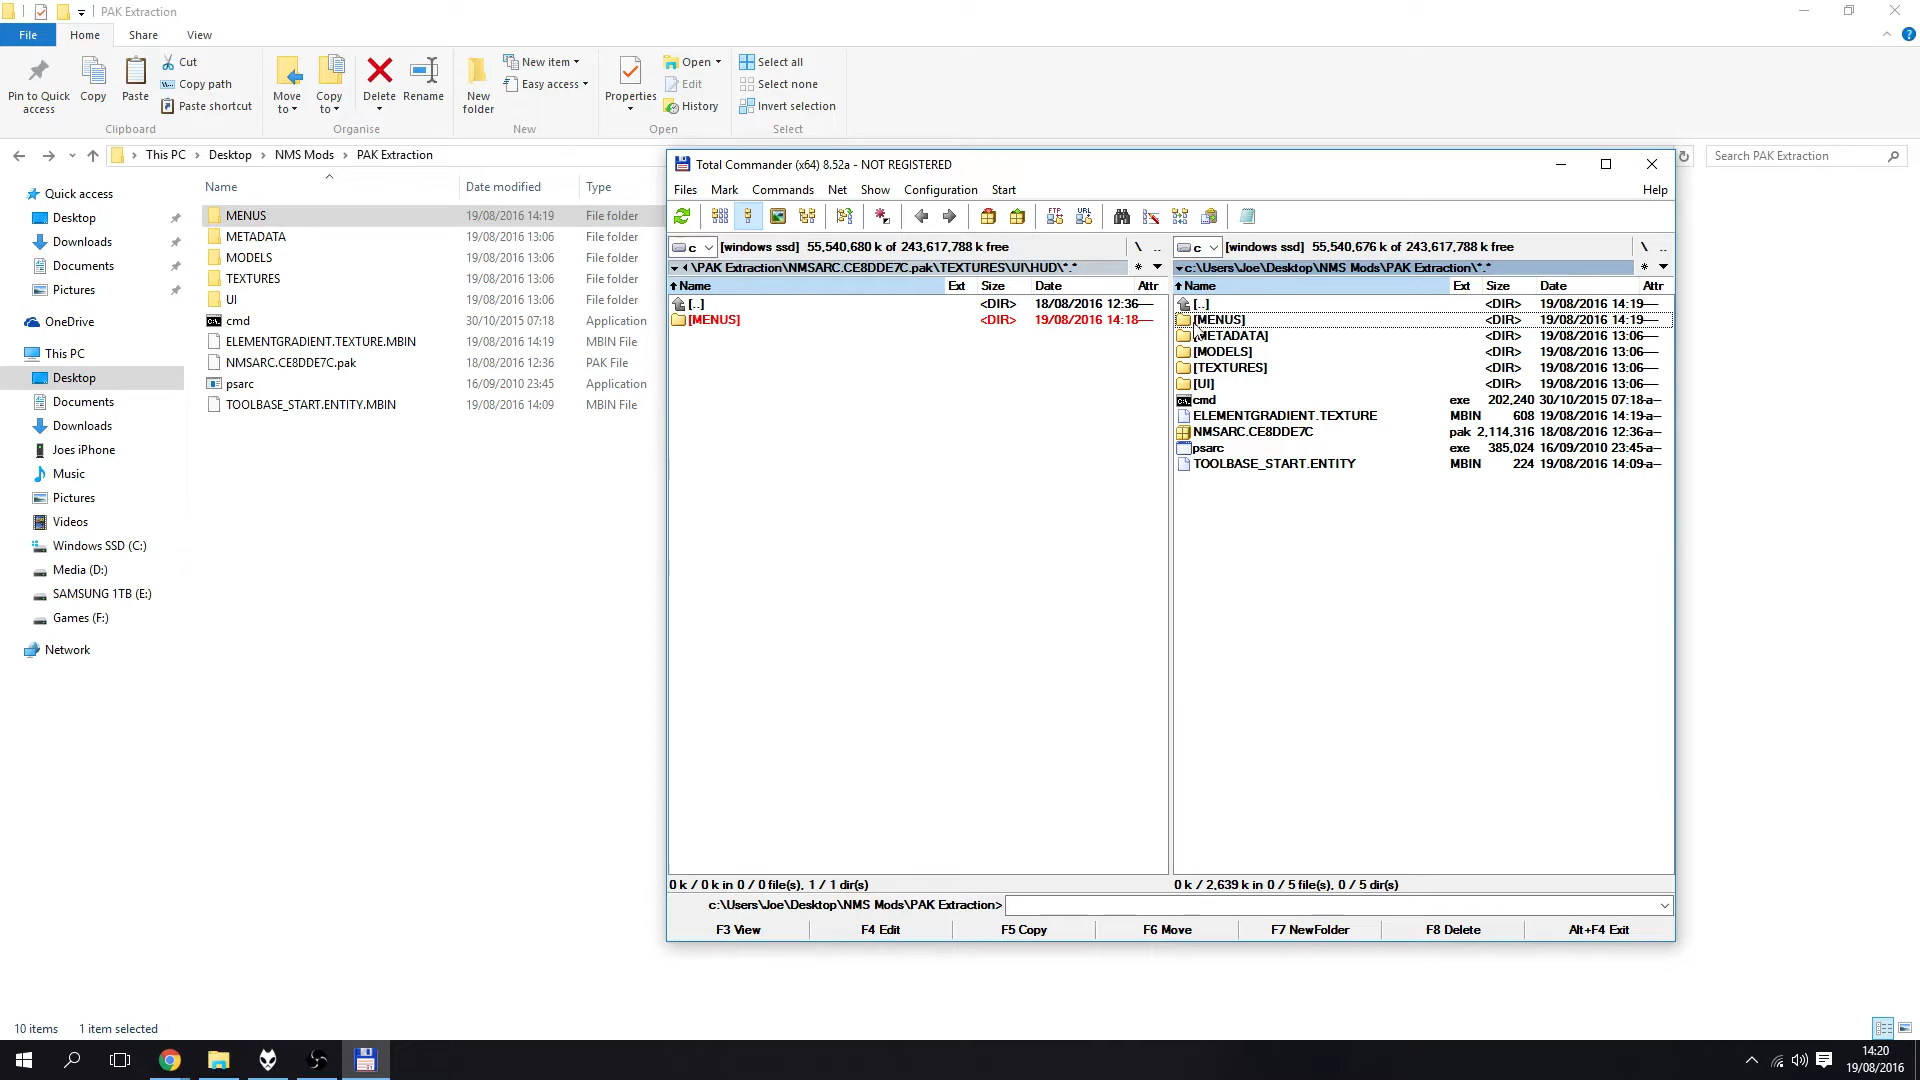 PAK Extraction
File Home Share View
Pin to Quick access
Copy
Paste
Cut
Copy path
Paste shortcut
Clipboard
Move to
Copy to
Delete
Rename
Organise
New folder
New item
Easy access
New
Properties
Open
Edit
History
Open
Select all
Select none
Invert selection
Select
This PC Desktop NMS Mods PAK Extraction
Search PAK Extraction
Quick access
Desktop
Downloads
Documents
Pictures
OneDrive
This PC
Desktop
Documents
Downloads
Joes iPhone
Music
Pictures
Videos
Windows SSD (C:)
Media (D:)
SAMSUNG 1TB (E:)
Games (F:)
Network
Name Date modified Type
MENUS 19/08/2016 14:19 File folder
METADATA 19/08/2016 13:06 File folder
MODELS 19/08/2016 13:06 File folder
TEXTURES 19/08/2016 13:06 File folder
UI 19/08/2016 13:06 File folder
cmd 30/10/2015 07:18 Application
ELEMENTGRADIENT.TEXTURE.MBIN 19/08/2016 14:19 MBIN File
NMSARC.CE8DDE7C.pak 18/08/2016 12:36 PAK File
psarc 16/09/2010 23:45 Application
TOOLBASE_START.ENTITY.MBIN 19/08/2016 14:09 MBIN File
Total Commander (x64) 8.52a - NOT REGISTERED
Files Mark Commands Net Show Configuration Start Help
FTP URL
c [windows ssd] 55,540,680 k of 243,617,788 k free \ ..
\PAK Extraction\NMSARC.CE8DDE7C.pak\TEXTURES\UI\HUD\*.* *
Name Ext Size Date Attr
[..] <DIR> 18/08/2016 12:36 ----
[MENUS] <DIR> 19/08/2016 14:18 ----
0 k / 0 k in 0 / 0 file(s), 1 / 1 dir(s)
c [windows ssd] 55,540,676 k of 243,617,788 k free \ ..
c:\Users\Joe\Desktop\NMS Mods\PAK Extraction\*.* *
Name Ext Size Date Attr
[..] <DIR> 19/08/2016 14:19 ----
[MENUS] <DIR> 19/08/2016 14:19 ----
[METADATA] <DIR> 19/08/2016 13:06 ----
[MODELS] <DIR> 19/08/2016 13:06 ----
[TEXTURES] <DIR> 19/08/2016 13:06 ----
[UI] <DIR> 19/08/2016 13:06 ----
cmd exe 202,240 30/10/2015 07:18 -a--
ELEMENTGRADIENT.TEXTURE MBIN 608 19/08/2016 14:19 -a--
NMSARC.CE8DDE7C pak 2,114,316 18/08/2016 12:36 -a--
psarc exe 385,024 16/09/2010 23:45 -a--
TOOLBASE_START.ENTITY MBIN 224 19/08/2016 14:09 -a--
0 k / 2,639 k in 0 / 5 file(s), 0 / 5 dir(s)
c:\Users\Joe\Desktop\NMS Mods\PAK Extraction>
F3 View F4 Edit F5 Copy F6 Move F7 NewFolder F8 Delete Alt+F4 Exit
10 items 1 item selected
14:20
19/08/2016